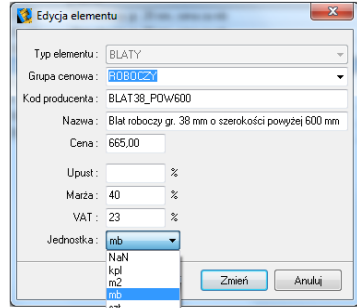 Edycja elementu
Typ elementu : BLATY
Grupa cenowa : ROBOCZY
Kod producenta : BLAT38_POW600
Nazwa : Blat roboczy gr. 38 mm o szerokości powyżej 600 mm
Cena : 665,00
Upust : %
Marża : 40 %
VAT : 23 %
Jednostka : mb
NaN
kpl
m2
mb
szt
Zmień Anuluj